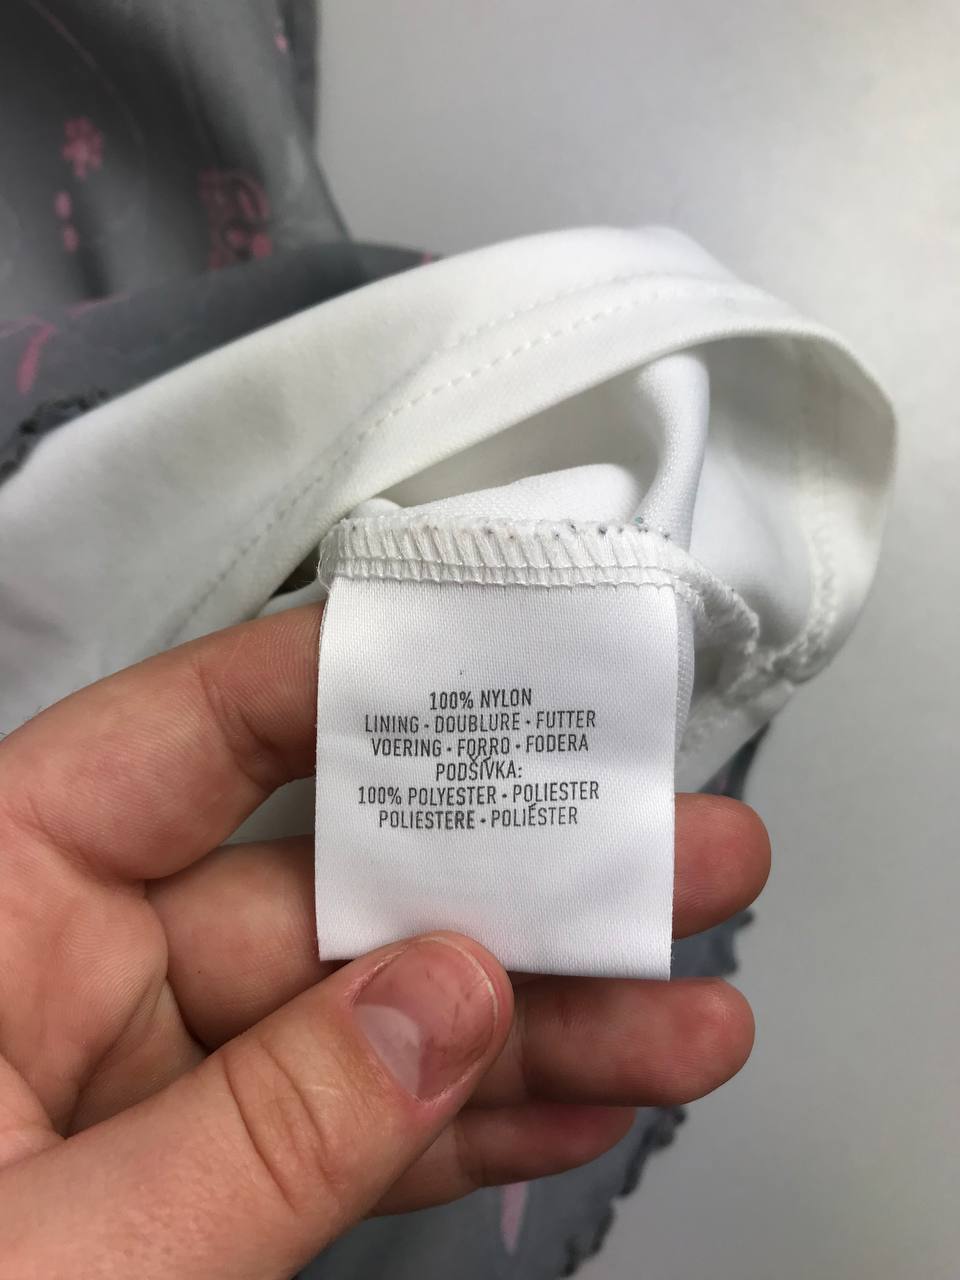 100% NYLON
LINING • DOUBLURE • FUTTER
VOERING • FORRO • FODERA
PODŠÍVKA:
100% POLYESTER • POLIESTER
POLIESTERE • POLIÉSTER